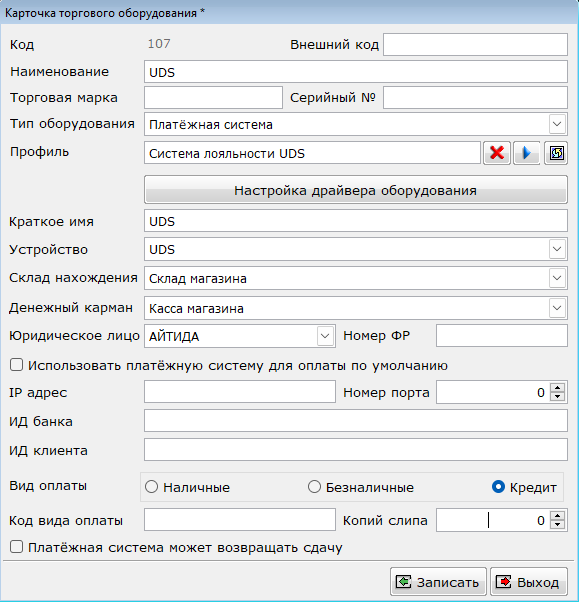 Карточка торгового оборудования *
Код 107 Внешний код
Наименование UDS
Торговая марка Серийный №
Тип оборудования Платёжная система
Профиль Система лояльности UDS
Настройка драйвера оборудования
Краткое имя UDS
Устройство UDS
Склад нахождения Склад магазина
Денежный карман Касса магазина
Юридическое лицо АЙТИДА Номер ФР
Использовать платёжную систему для оплаты по умолчанию
IP адрес Номер порта 0
ИД банка
ИД клиента
Вид оплаты Наличные Безналичные Кредит
Код вида оплаты Копий слипа 0
Платёжная система может возвращать сдачу
Записать Выход